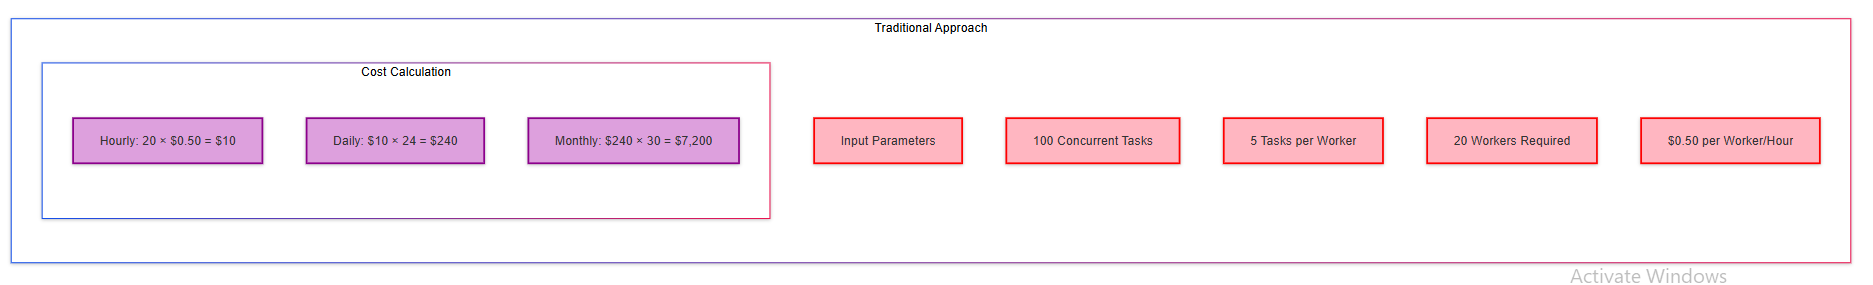 Traditional Approach
Cost Calculation
Hourly: 20 × $0.50 = $10
Daily: $10 × 24 = $240
Monthly: $240 × 30 = $7,200
Input Parameters
100 Concurrent Tasks
5 Tasks per Worker
20 Workers Required
$0.50 per Worker/Hour
Activate Windows